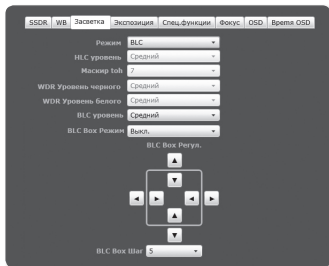 SSDR WB Засветка Экспозиция Спец.функции Фокус OSD Время OSD
Режим BLC
HLC уровень Средний
Маскир toh 7
WDR Уровень черного Средний
WDR Уровень белого Средний
BLC уровень Средний
BLC Box Режим Выкл.
BLC Box Регул.
BLC Box Шаг 5